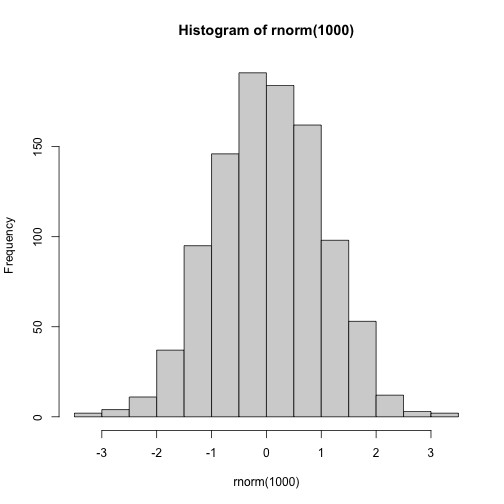 Histogram of rnorm(1000)
Frequency
150
100
50
0
-3 -2 -1 0 1 2 3
rnorm(1000)